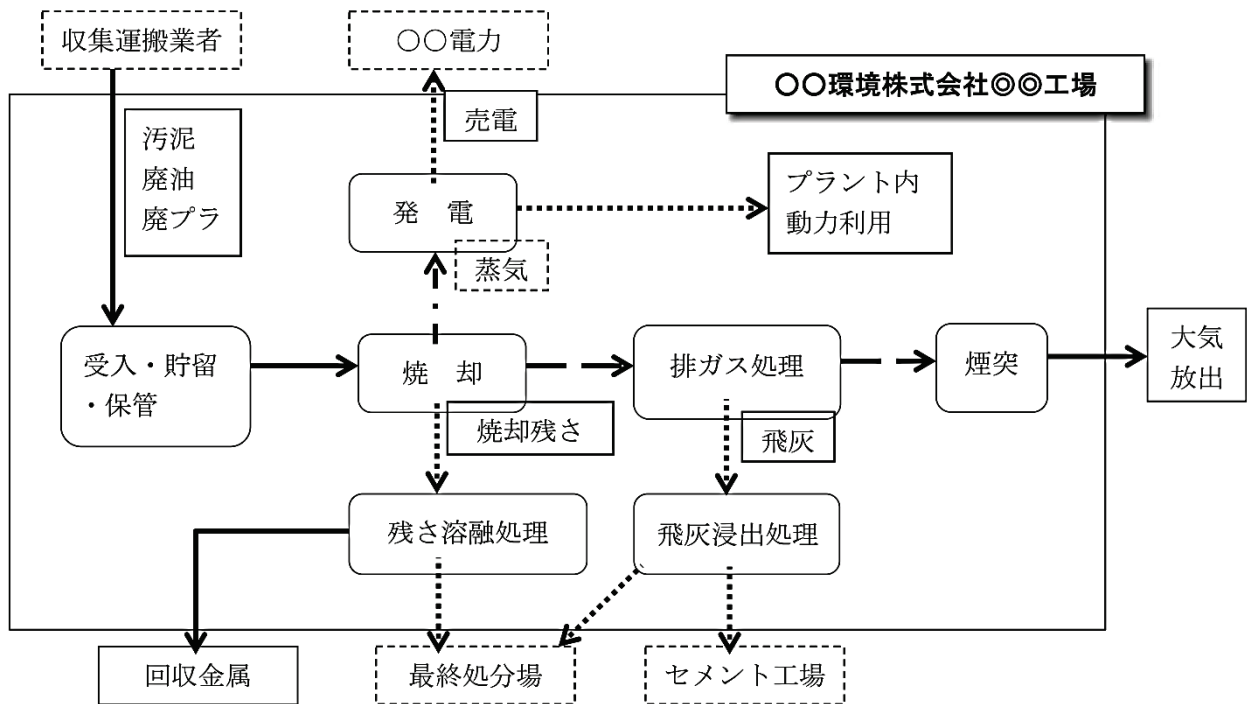 収集運搬業者
〇〇電力
〇〇環境株式会社◎◎工場
汚泥
廃油
廃プラ
売電
発　電
プラント内
動力利用
蒸気
受入・貯留
・保管
焼　却
排ガス処理
煙突
大気
放出
焼却残さ
飛灰
残さ溶融処理
飛灰浸出処理
回収金属
最終処分場
セメント工場